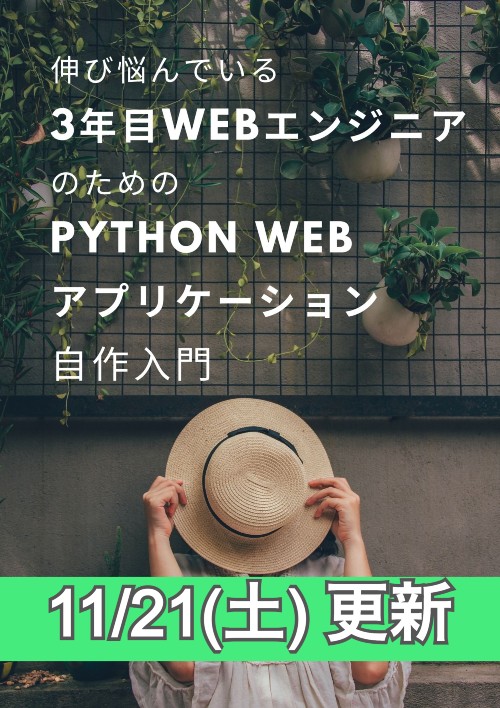 伸び悩んでいる
3年目WEBエンジニア
のための
PYTHON WEB
アプリケーション
自作入門
11/21(土) 更新